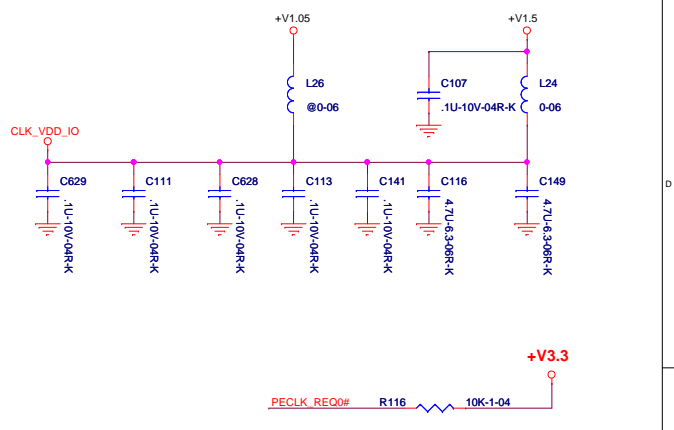 +V1.05
+V1.5
L26
@0-06
C107
.1U-10V-04R-K
L24
0-06
CLK_VDD_IO
D
C629
.1U-10V-04R-K
C111
.1U-10V-04R-K
C628
.1U-10V-04R-K
C113
.1U-10V-04R-K
C141
.1U-10V-04R-K
C116
4.7U-6.3-06R-K
C149
4.7U-6.3-06R-K
+V3.3
PECLK_REQ0#
R116
10K-1-04